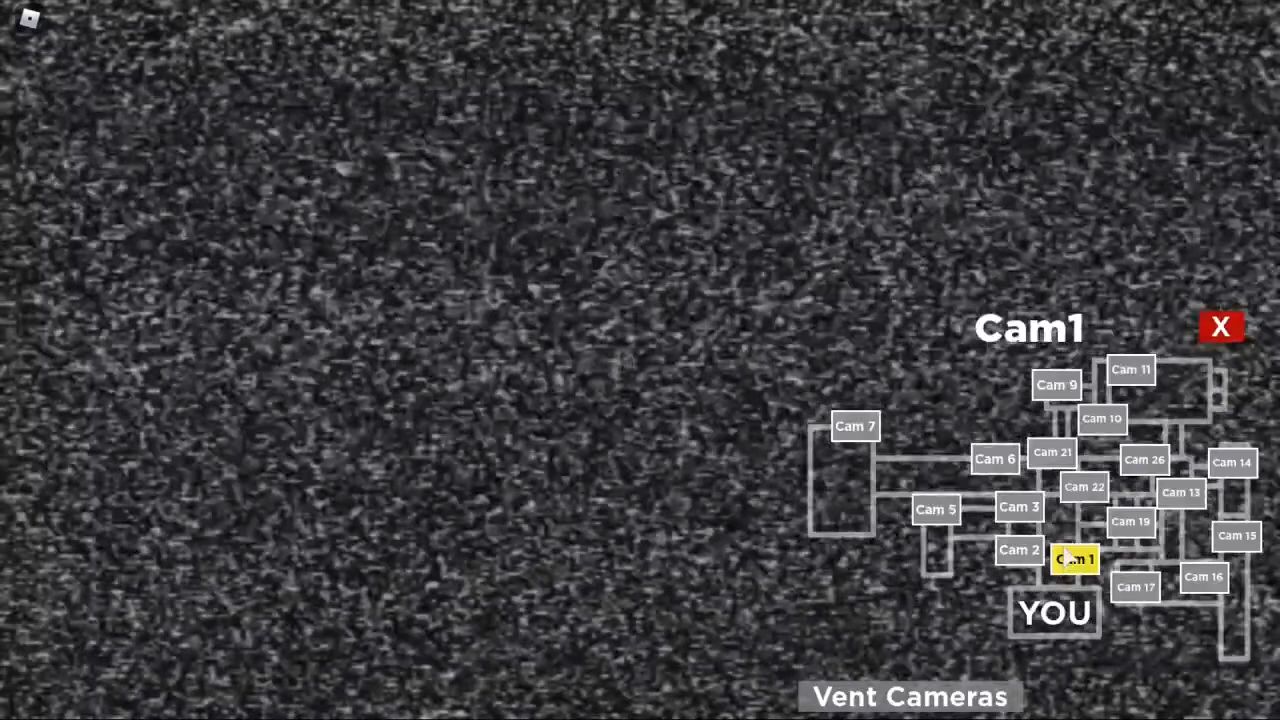 Cam1
X
Cam 11
Cam 9
Cam 10
Cam 7
Cam 21
Cam 6
Cam 26
Cam 14
Cam 22
Cam 13
Cam 5
Cam 3
Cam 19
Cam 15
Cam 2
Cam 1
Cam 16
Cam 17
YOU
Vent Cameras